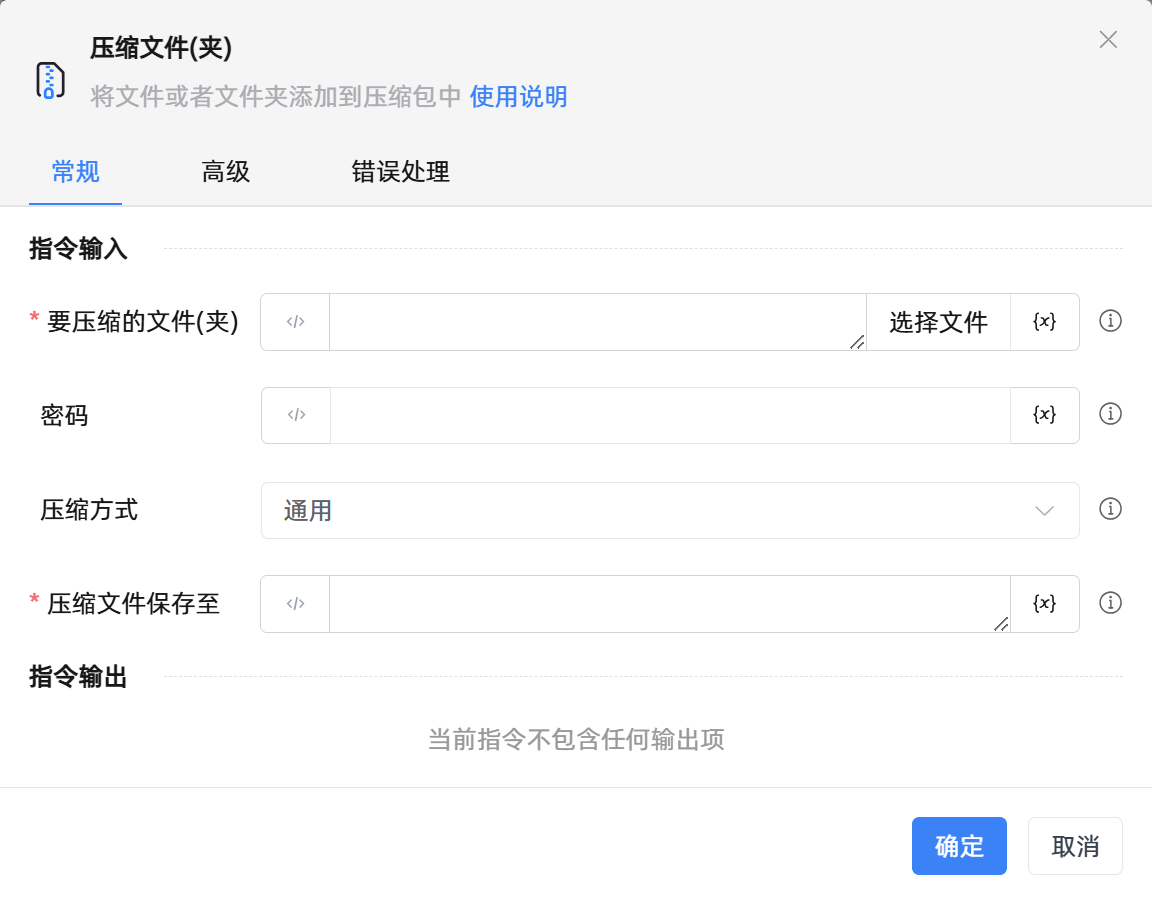 压缩文件(夹)
将文件或者文件夹添加到压缩包中 使用说明
常规 高级 错误处理
指令输入
* 要压缩的文件(夹) </> 选择文件 {x}
密码 </> {x}
压缩方式 通用
* 压缩文件保存至 </> {x}
指令输出
当前指令不包含任何输出项
确定 取消